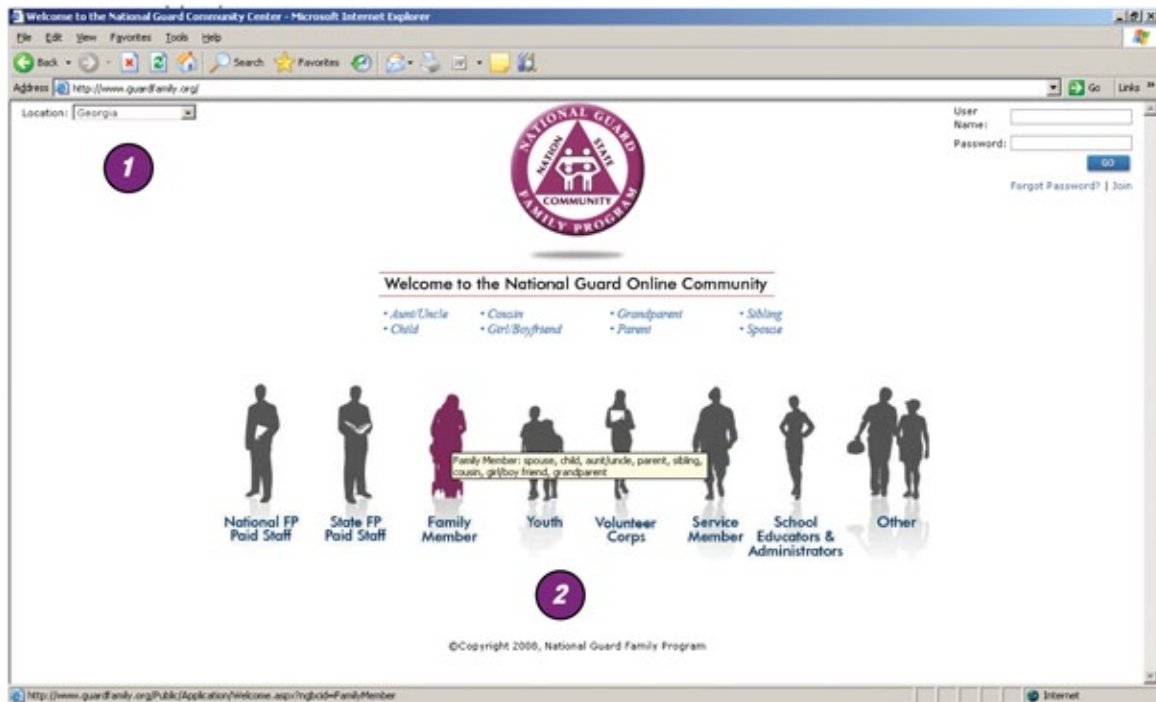 Welcome to the National Guard Community Center - Microsoft Internet Explorer
File Edit View Favorites Tools Help
Back Search Favorites
Address http://www.guardfamily.org/ Go Links »
Location: Georgia
User Name:
Password:
GO
Forgot Password? | Join
1
NATIONAL GUARD
NATION STATE
COMMUNITY
FAMILY PROGRAM
Welcome to the National Guard Online Community
• Aunt/Uncle • Cousin • Grandparent • Sibling
• Child • Girl/Boyfriend • Parent • Spouse
Family Member: spouse, child, aunt/uncle, parent, sibling,
cousin, girl/boy friend, grandparent
National FP Paid Staff
State FP Paid Staff
Family Member
Youth
Volunteer Corps
Service Member
School Educators & Administrators
Other
2
©Copyright 2008, National Guard Family Program
http://www.guardfamily.org/Public/Application/Welcome.aspx?ngbcid=FamilyMember Internet